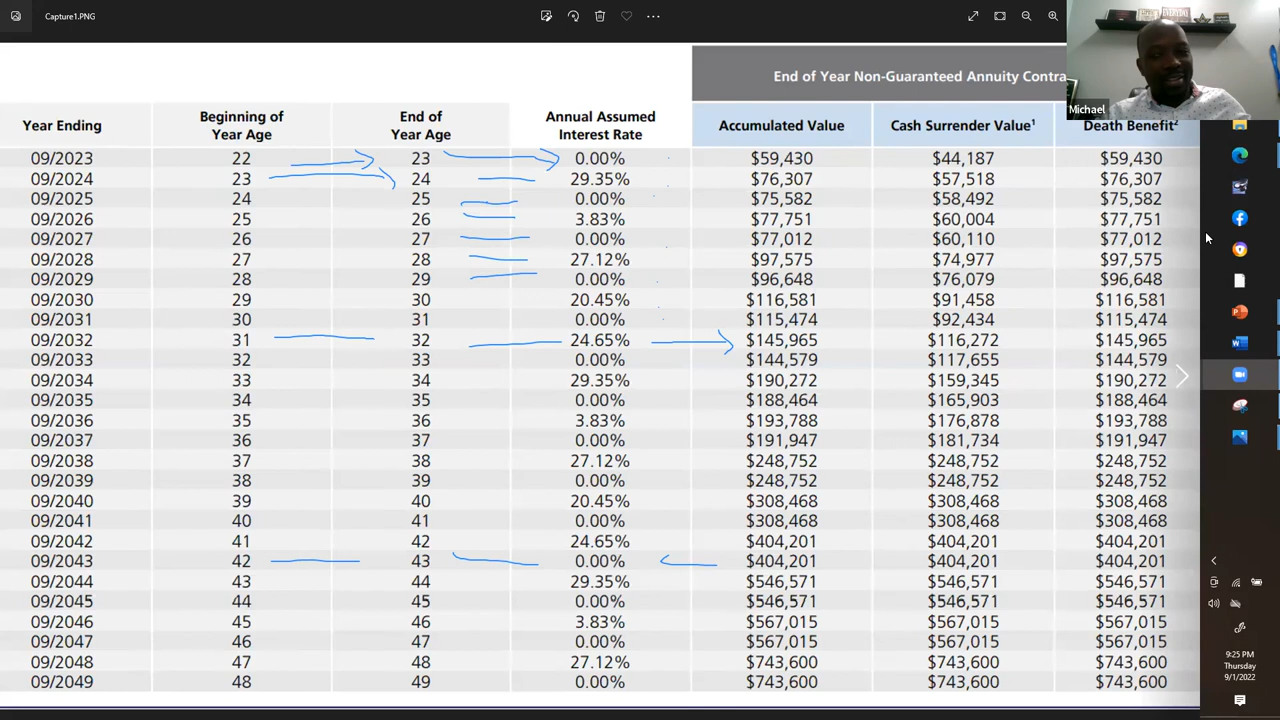 Capture1.PNG
EVERYDAY
Michael
End of Year Non-Guaranteed Annuity Contra
Year Ending Beginning of Year Age End of Year Age Annual Assumed Interest Rate Accumulated Value Cash Surrender Value1 Death Benefit2
09/2023 22 23 0.00% $59,430 $44,187 $59,430
09/2024 23 24 29.35% $76,307 $57,518 $76,307
09/2025 24 25 0.00% $75,582 $58,492 $75,582
09/2026 25 26 3.83% $77,751 $60,004 $77,751
09/2027 26 27 0.00% $77,012 $60,110 $77,012
09/2028 27 28 27.12% $97,575 $74,977 $97,575
09/2029 28 29 0.00% $96,648 $76,079 $96,648
09/2030 29 30 20.45% $116,581 $91,458 $116,581
09/2031 30 31 0.00% $115,474 $92,434 $115,474
09/2032 31 32 24.65% $145,965 $116,272 $145,965
09/2033 32 33 0.00% $144,579 $117,655 $144,579
09/2034 33 34 29.35% $190,272 $159,345 $190,272
09/2035 34 35 0.00% $188,464 $165,903 $188,464
09/2036 35 36 3.83% $193,788 $176,878 $193,788
09/2037 36 37 0.00% $191,947 $181,734 $191,947
09/2038 37 38 27.12% $248,752 $248,752 $248,752
09/2039 38 39 0.00% $248,752 $248,752 $248,752
09/2040 39 40 20.45% $308,468 $308,468 $308,468
09/2041 40 41 0.00% $308,468 $308,468 $308,468
09/2042 41 42 24.65% $404,201 $404,201 $404,201
09/2043 42 43 0.00% $404,201 $404,201 $404,201
09/2044 43 44 29.35% $546,571 $546,571 $546,571
09/2045 44 45 0.00% $546,571 $546,571 $546,571
09/2046 45 46 3.83% $567,015 $567,015 $567,015
09/2047 46 47 0.00% $567,015 $567,015 $567,015
09/2048 47 48 27.12% $743,600 $743,600 $743,600
09/2049 48 49 0.00% $743,600 $743,600 $743,600
9:25 PM
Thursday
9/1/2022